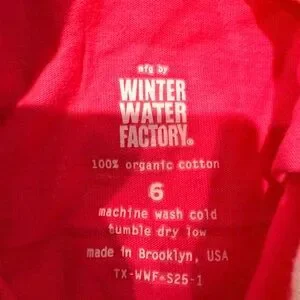 mfg by
WINTER
WATER
FACTORY®
100% organic cotton
6
machine wash cold
tumble dry low
made in Brooklyn, USA
TX-WWF-S25-1